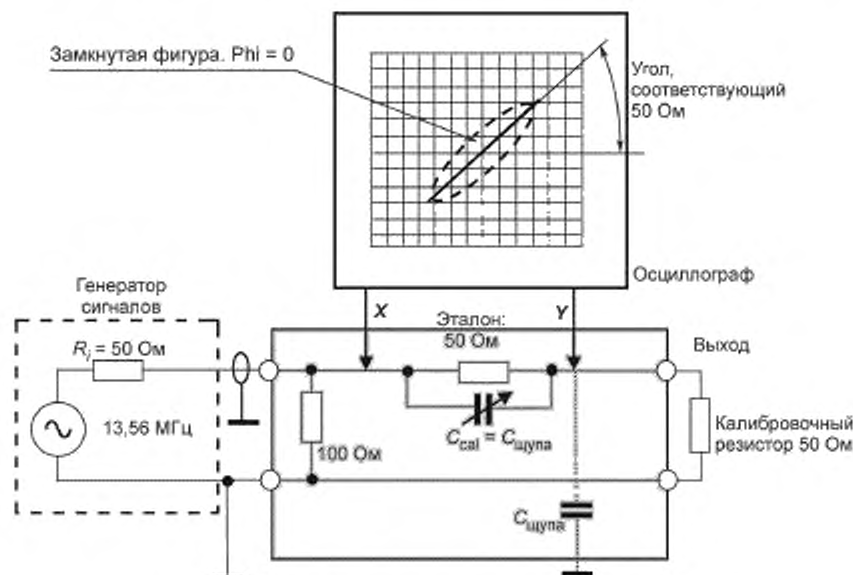 Замкнутая фигура. Phi = 0
Угол,
соответствующий
50 Ом
Осциллограф
Генератор
сигналов
X
Эталон:
50 Ом
Y
Выход
Ri = 50 Ом
13,56 МГц
100 Ом
Ccal = Cщупа
Калибровочный
резистор 50 Ом
Cщупа